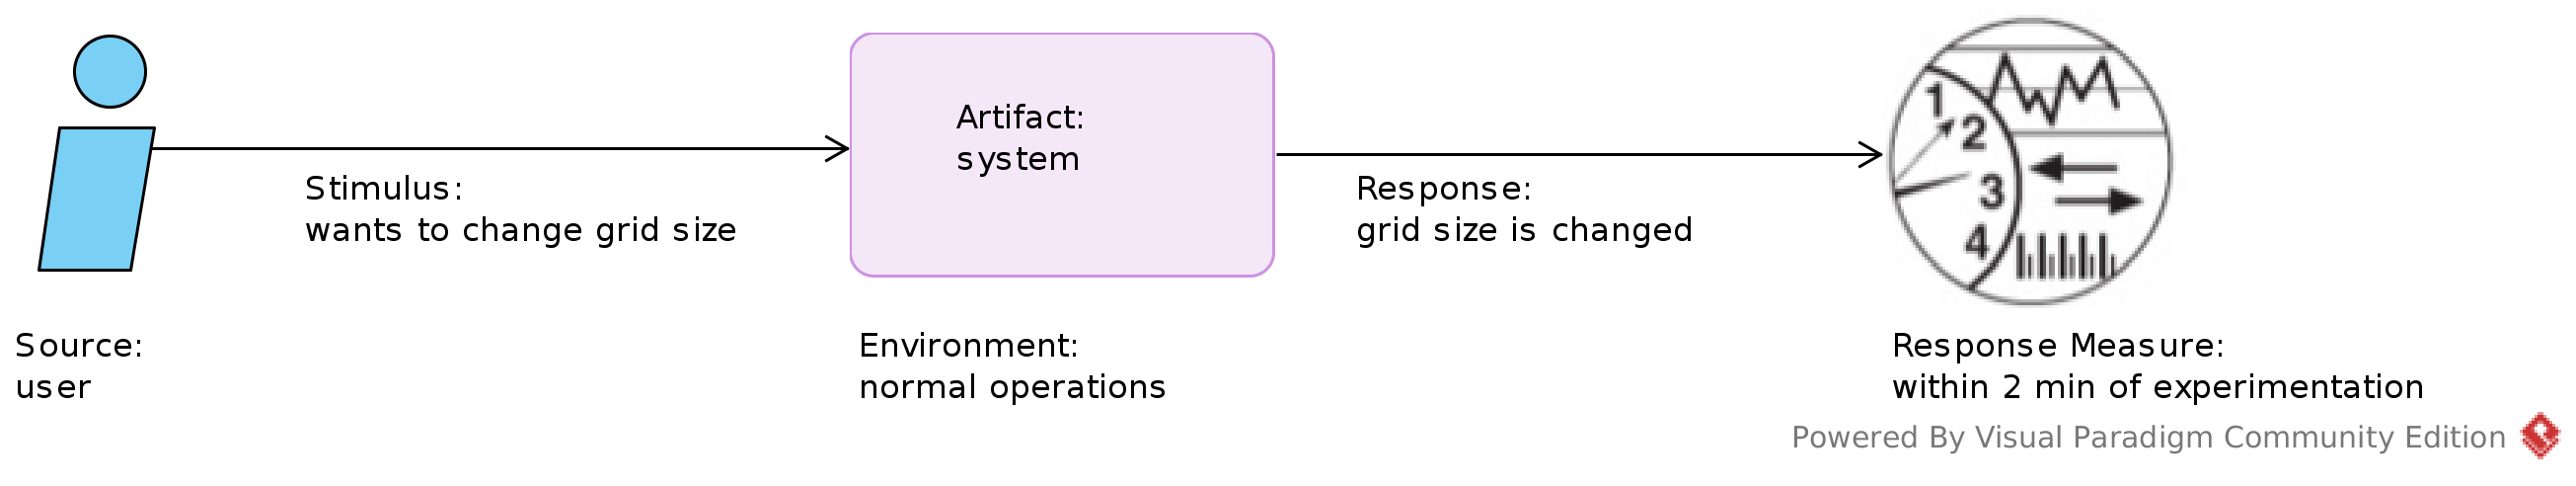 Artifact:
system
Stimulus:
wants to change grid size
Response:
grid size is changed
1
2
3
4
Source:
user
Environment:
normal operations
Response Measure:
within 2 min of experimentation
Powered By Visual Paradigm Community Edition